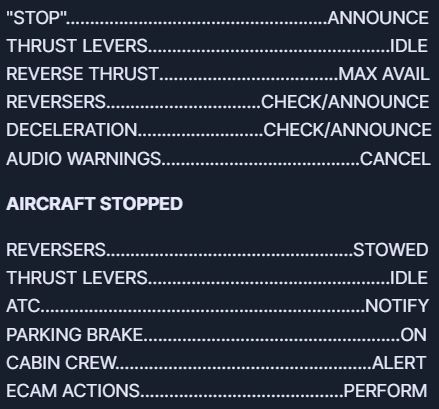 "STOP"......................................................ANNOUNCE
THRUST LEVERS..................................................IDLE
REVERSE THRUST.....................................MAX AVAIL
REVERSERS................................CHECK/ANNOUNCE
DECELERATION..........................CHECK/ANNOUNCE
AUDIO WARNINGS.........................................CANCEL
AIRCRAFT STOPPED
REVERSERS...................................................STOWED
THRUST LEVERS..................................................IDLE
ATC...................................................................NOTIFY
PARKING BRAKE.....................................................ON
CABIN CREW.....................................................ALERT
ECAM ACTIONS..........................................PERFORM